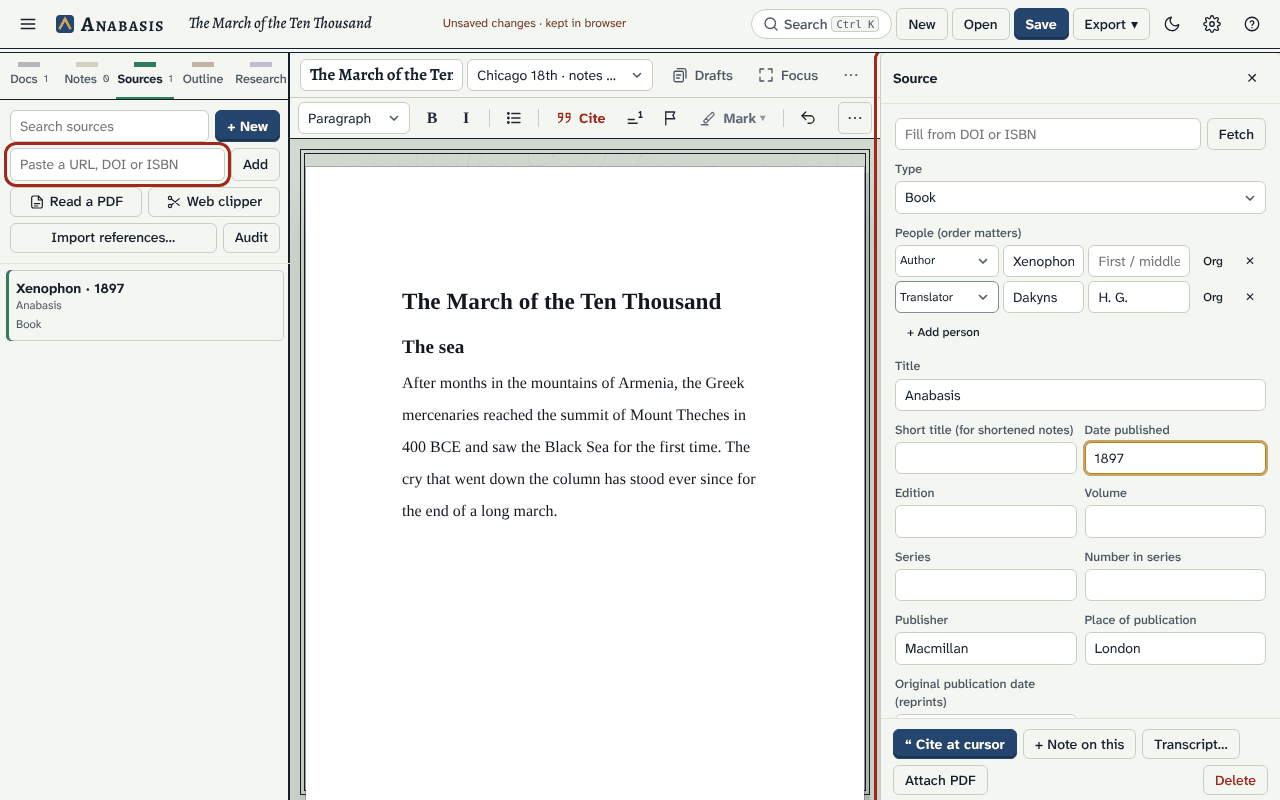 ANABASIS
The March of the Ten Thousand
Unsaved changes · kept in browser
Search Ctrl K
New
Open
Save
Export ▾
Docs 1
Notes 0
Sources 1
Outline
Research
Search sources
+ New
Paste a URL, DOI or ISBN
Add
Read a PDF
Web clipper
Import references...
Audit
Xenophon · 1897
Anabasis
Book
The March of the Ten
Chicago 18th · notes ...
Drafts
Focus
...
Paragraph
B
I
Cite
1
Mark ▾
...
The March of the Ten Thousand
The sea
After months in the mountains of Armenia, the Greek
mercenaries reached the summit of Mount Theches in
400 BCE and saw the Black Sea for the first time. The
cry that went down the column has stood ever since for
the end of a long march.
Source
×
Fill from DOI or ISBN
Fetch
Type
Book
People (order matters)
Author
Xenophon
First / middle
Org
×
Translator
Dakyns
H. G.
Org
×
+ Add person
Title
Anabasis
Short title (for shortened notes)
Date published
1897
Edition
Volume
Series
Number in series
Publisher
Place of publication
Macmillan
London
Original publication date
(reprints)
❝ Cite at cursor
+ Note on this
Transcript...
Attach PDF
Delete